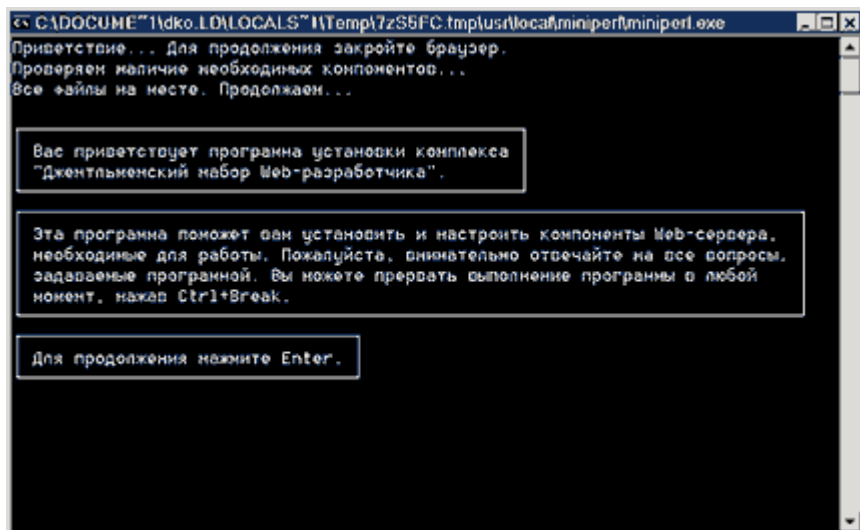 C:\DOCUME~1\dko.LD\LOCALS~1\Temp\7zS5FC.tmp\usr\local\miniperl\miniperl.exe
Приветствие... Для продолжения закройте браузер.
Проверяем наличие необходимых компонентов...
Все файлы на месте. Продолжаем...
Вас приветствует программа установки комплекса
"Джентльменский набор Web-разработчика".
Эта программа поможет вам установить и настроить компоненты Web-сервера,
необходимые для работы. Пожалуйста, внимательно отвечайте на все вопросы,
задаваемые программой. Вы можете прервать выполнение программы в любой
момент, нажав Ctrl+Break.
Для продолжения нажмите Enter.